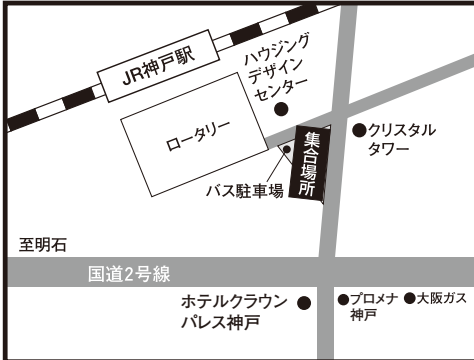 JR神戸駅
ハウジング
デザイン
センター
ロータリー
クリスタル
タワー
集合場所
バス駐車場
至明石
国道2号線
ホテルクラウン
パレス神戸
プロメナ
神戸
大阪ガス